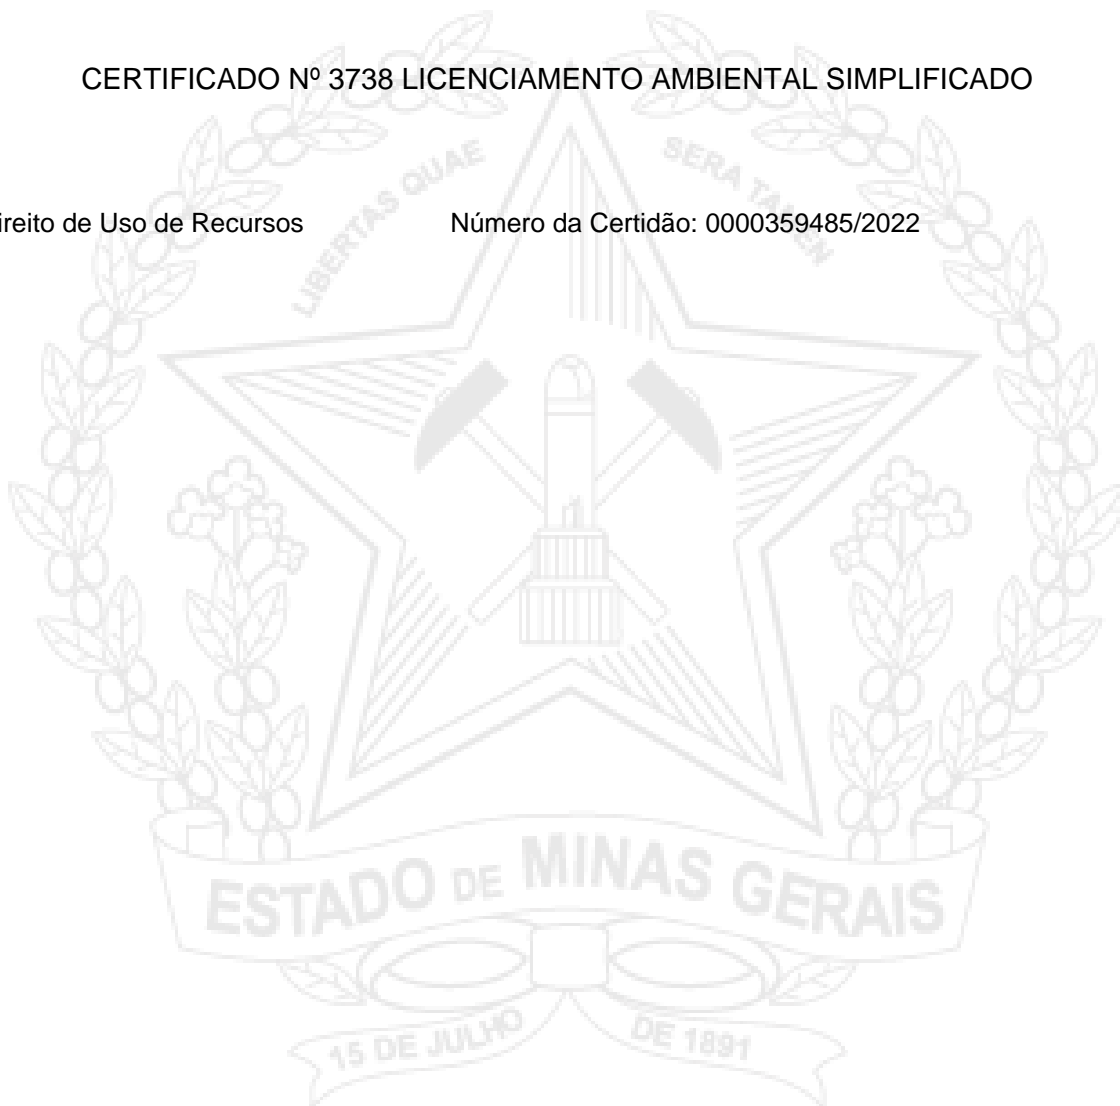 CERTIFICADO Nº 3738 LICENCIAMENTO AMBIENTAL SIMPLIFICADO
LIBERTAS QUAE SERA TAMEN
ireito de Uso de Recursos Número da Certidão: 0000359485/2022
ESTADO DE MINAS GERAIS
15 DE JULHO DE 1891